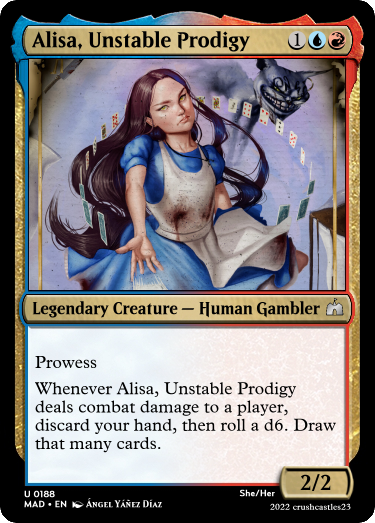 Alisa, Unstable Prodigy 1
Legendary Creature — Human Gambler
Prowess
Whenever Alisa, Unstable Prodigy
deals combat damage to a player,
discard your hand, then roll a d6. Draw
that many cards.
2/2
U 0188 She/Her
MAD • EN Ángel Yáñez Díaz 2022 crushcastles23